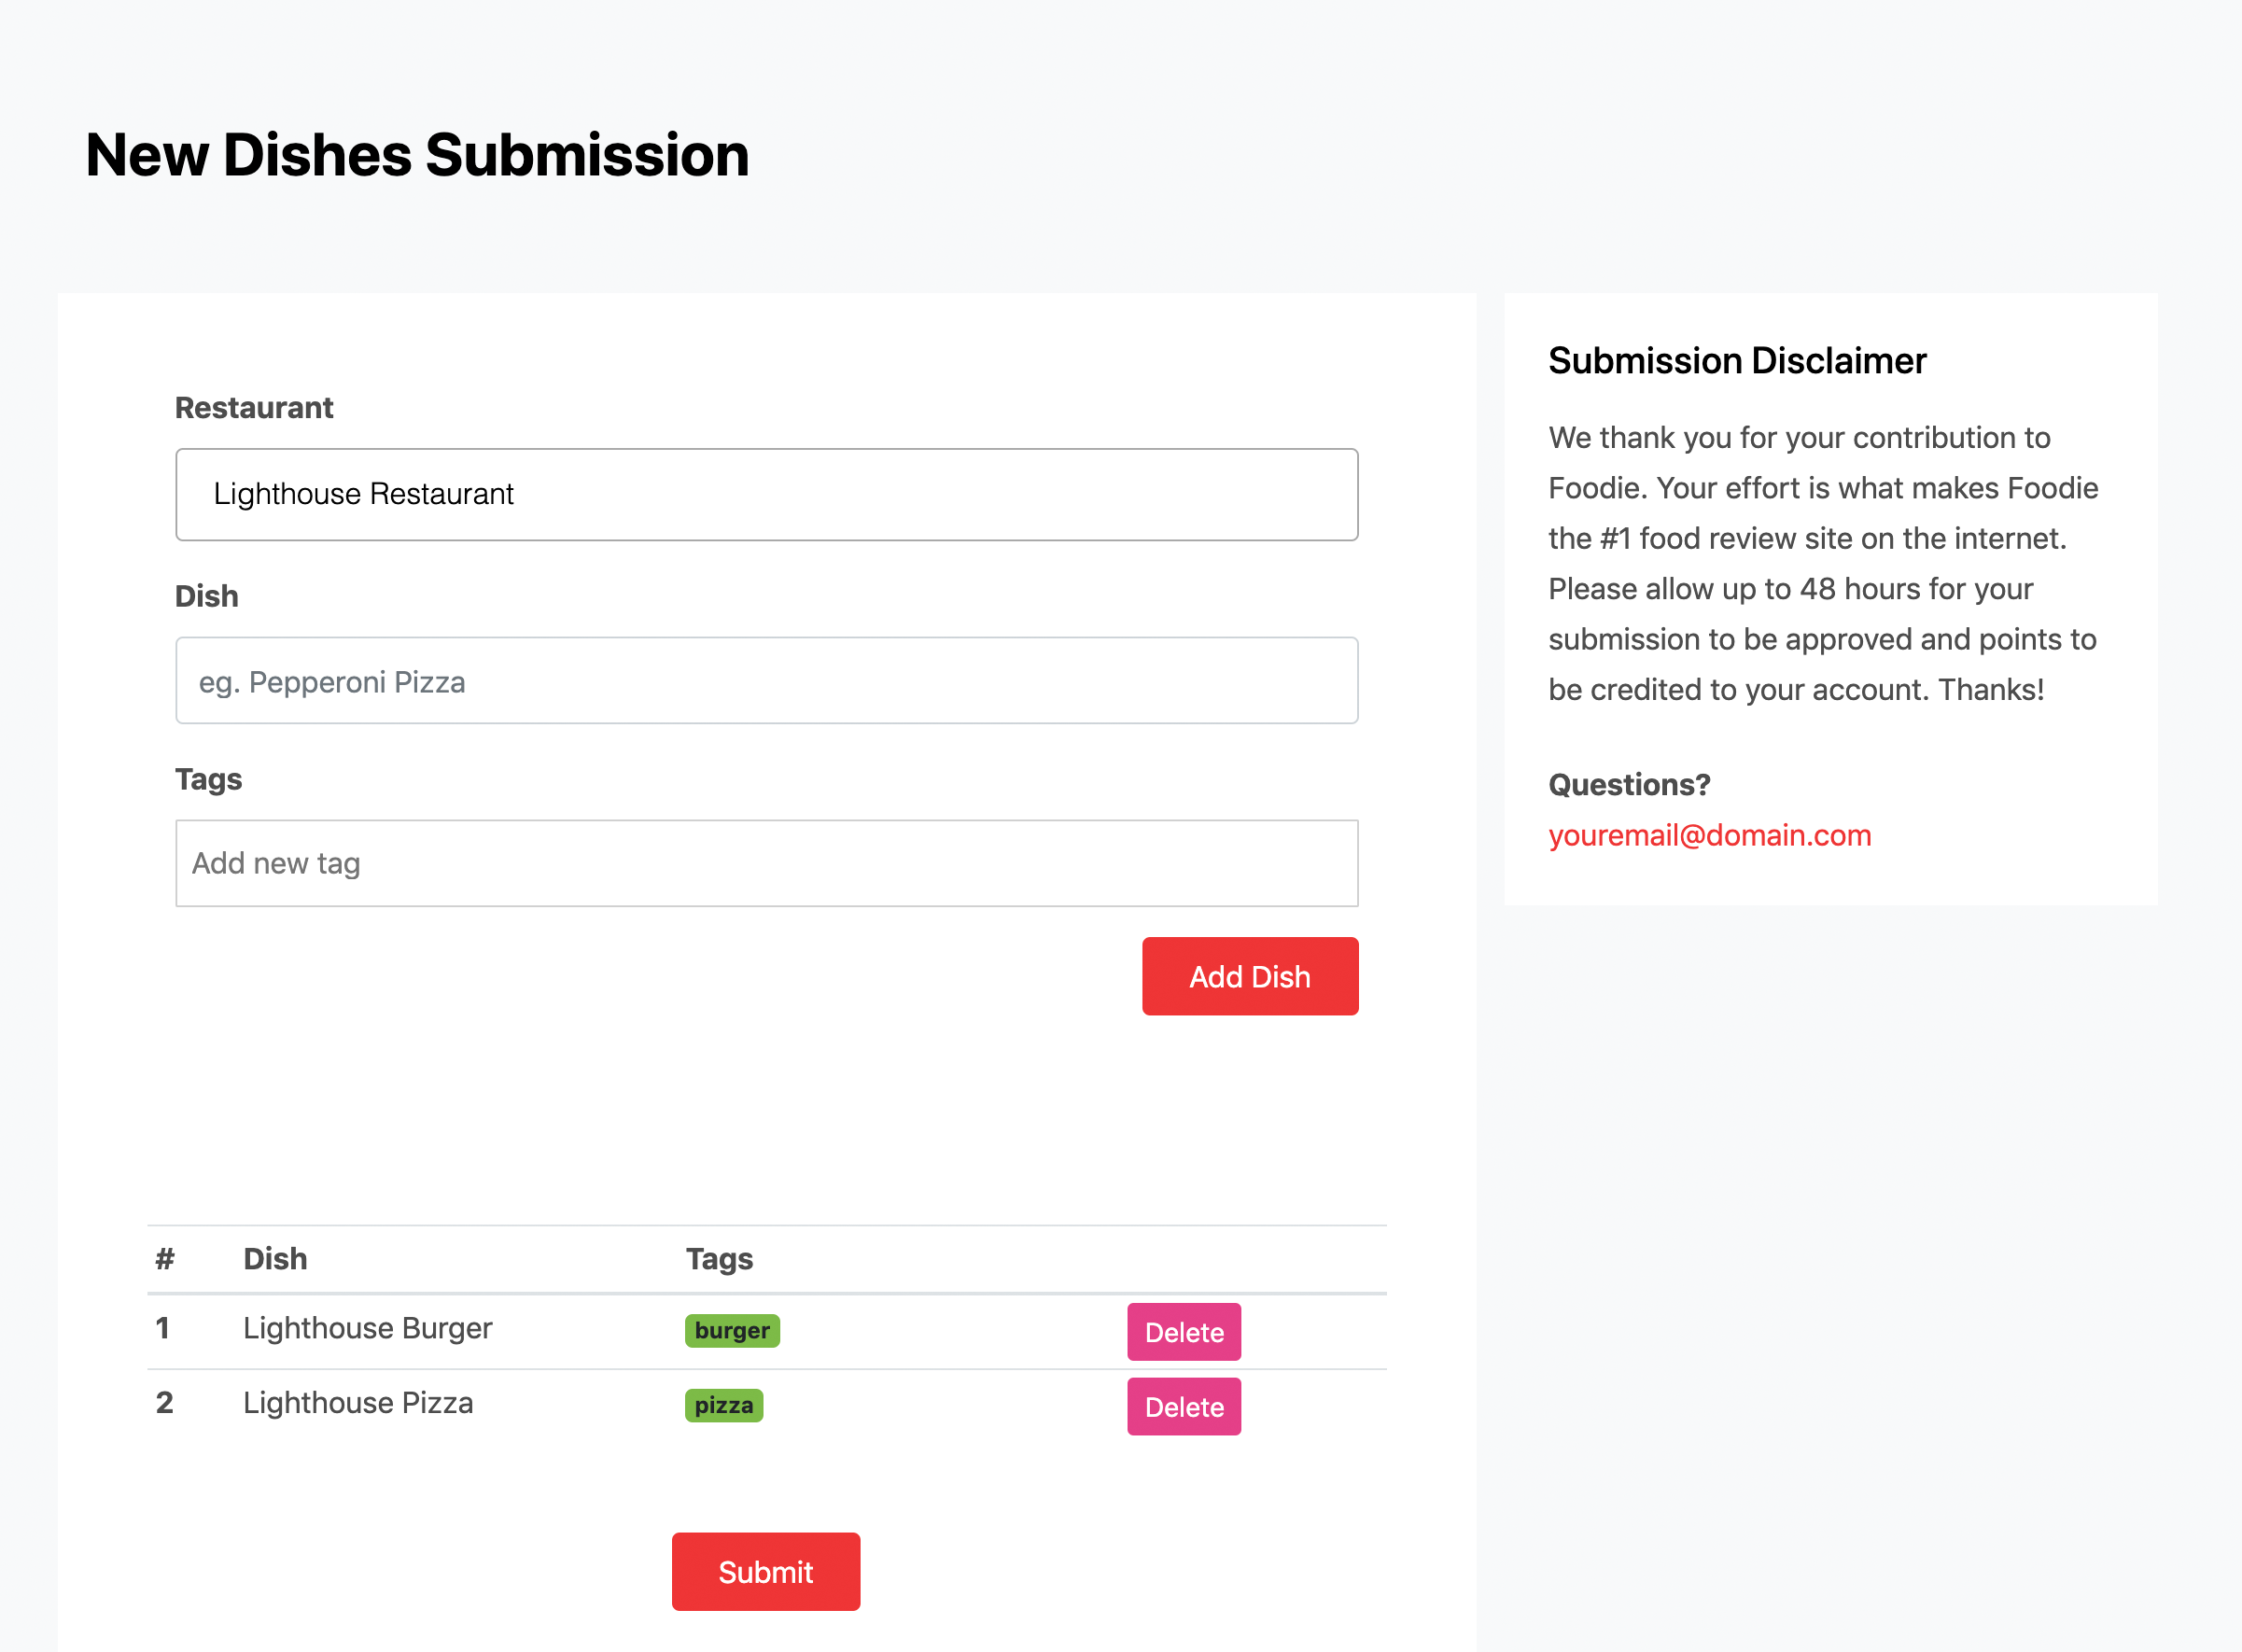 New Dishes Submission
Restaurant
Lighthouse Restaurant
Dish
eg. Pepperoni Pizza
Tags
Add new tag
Add Dish
# Dish Tags
1 Lighthouse Burger burger Delete
2 Lighthouse Pizza pizza Delete
Submit
Submission Disclaimer
We thank you for your contribution to
Foodie. Your effort is what makes Foodie
the #1 food review site on the internet.
Please allow up to 48 hours for your
submission to be approved and points to
be credited to your account. Thanks!
Questions?
youremail@domain.com